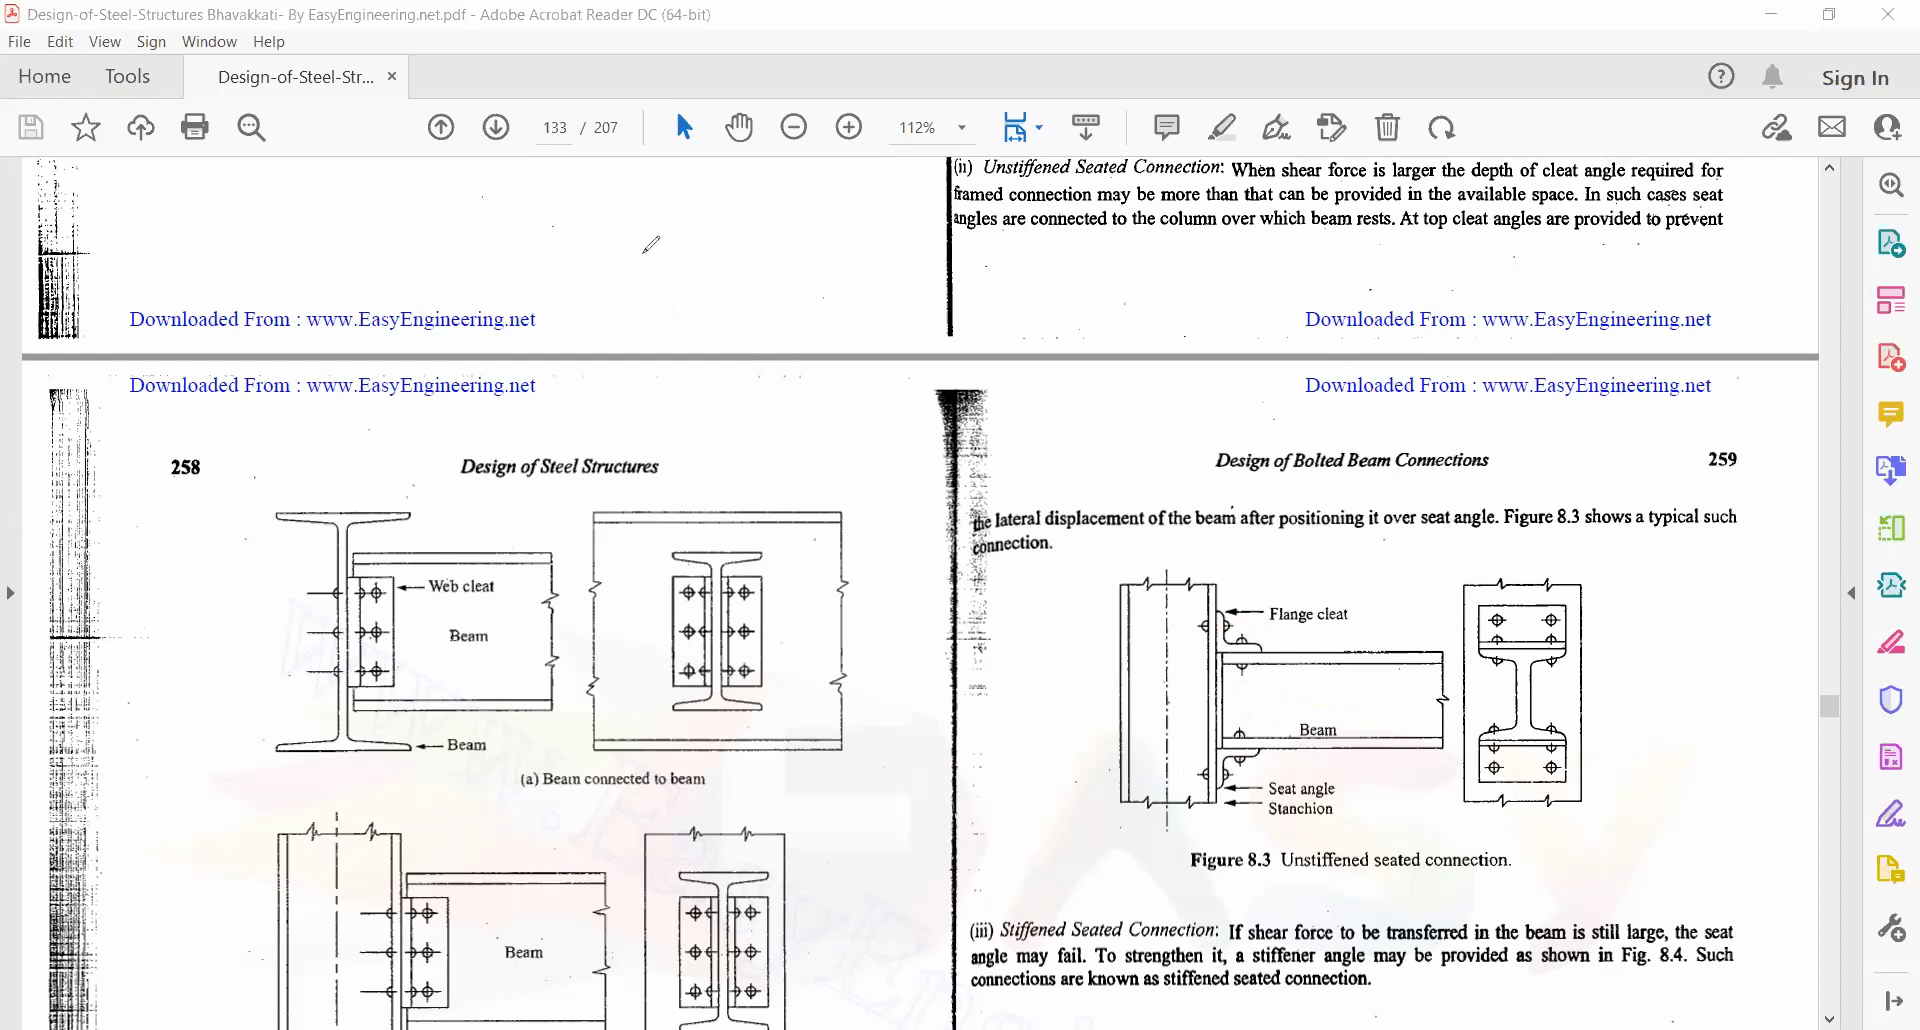 Design-of-Steel-Structures Bhavakkati- By EasyEngineering.net.pdf - Adobe Acrobat Reader DC (64-bit)
File Edit View Sign Window Help
Home Tools Design-of-Steel-Str... × Sign In
133 / 207 112%
(ii) Unstiffened Seated Connection: When shear force is larger the depth of cleat angle required for
framed connection may be more than that can be provided in the available space. In such cases seat
angles are connected to the column over which beam rests. At top cleat angles are provided to prevent
Downloaded From : www.EasyEngineering.net
Downloaded From : www.EasyEngineering.net
Downloaded From : www.EasyEngineering.net
Downloaded From : www.EasyEngineering.net
258 Design of Steel Structures
Web cleat
Beam
Beam
(a) Beam connected to beam
Beam
Design of Bolted Beam Connections 259
the lateral displacement of the beam after positioning it over seat angle. Figure 8.3 shows a typical such
connection.
Flange cleat
Beam
Seat angle
Stanchion
Figure 8.3 Unstiffened seated connection.
(iii) Stiffened Seated Connection: If shear force to be transferred in the beam is still large, the seat
angle may fail. To strengthen it, a stiffener angle may be provided as shown in Fig. 8.4. Such
connections are known as stiffened seated connection.